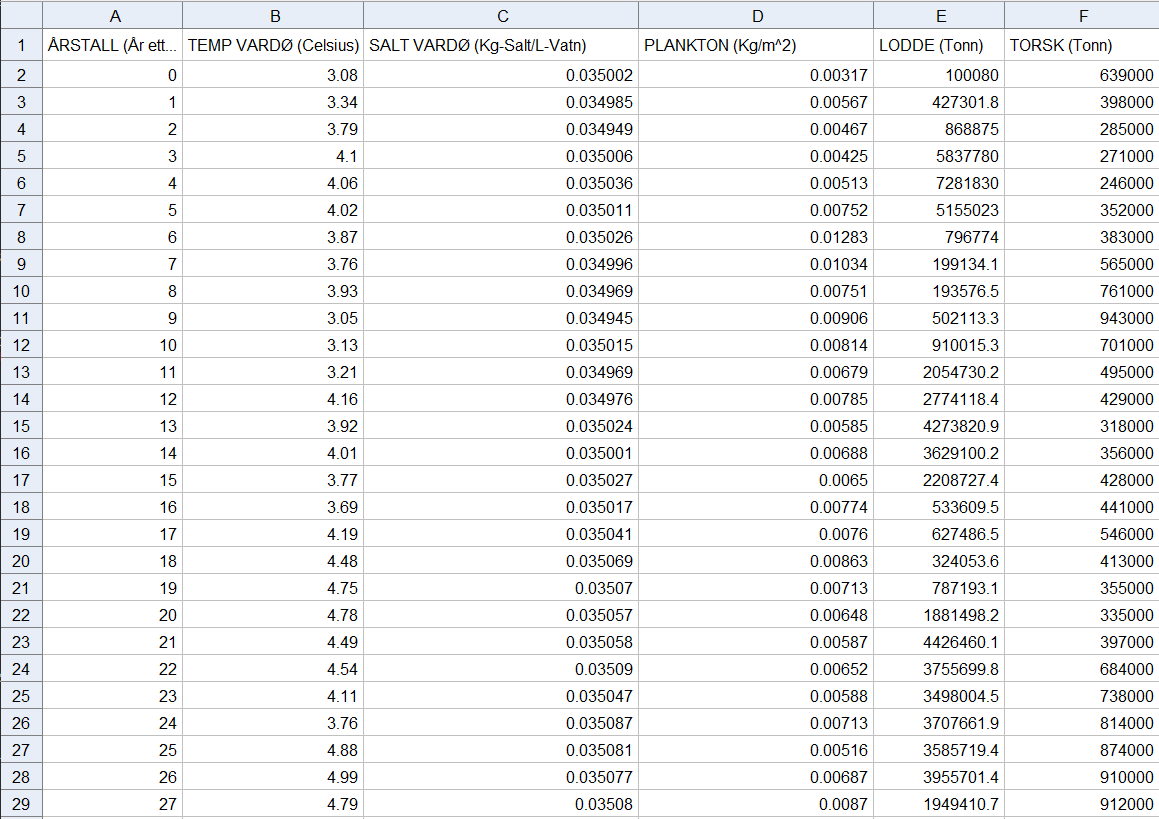 A B C D E F
1 ÅRSTALL (År ett... TEMP VARDØ (Celsius) SALT VARDØ (Kg-Salt/L-Vatn) PLANKTON (Kg/m^2) LODDE (Tonn) TORSK (Tonn)
2 0 3.08 0.035002 0.00317 100080 639000
3 1 3.34 0.034985 0.00567 427301.8 398000
4 2 3.79 0.034949 0.00467 868875 285000
5 3 4.1 0.035006 0.00425 5837780 271000
6 4 4.06 0.035036 0.00513 7281830 246000
7 5 4.02 0.035011 0.00752 5155023 352000
8 6 3.87 0.035026 0.01283 796774 383000
9 7 3.76 0.034996 0.01034 199134.1 565000
10 8 3.93 0.034969 0.00751 193576.5 761000
11 9 3.05 0.034945 0.00906 502113.3 943000
12 10 3.13 0.035015 0.00814 910015.3 701000
13 11 3.21 0.034969 0.00679 2054730.2 495000
14 12 4.16 0.034976 0.00785 2774118.4 429000
15 13 3.92 0.035024 0.00585 4273820.9 318000
16 14 4.01 0.035001 0.00688 3629100.2 356000
17 15 3.77 0.035027 0.0065 2208727.4 428000
18 16 3.69 0.035017 0.00774 533609.5 441000
19 17 4.19 0.035041 0.0076 627486.5 546000
20 18 4.48 0.035069 0.00863 324053.6 413000
21 19 4.75 0.03507 0.00713 787193.1 355000
22 20 4.78 0.035057 0.00648 1881498.2 335000
23 21 4.49 0.035058 0.00587 4426460.1 397000
24 22 4.54 0.03509 0.00652 3755699.8 684000
25 23 4.11 0.035047 0.00588 3498004.5 738000
26 24 3.76 0.035087 0.00713 3707661.9 814000
27 25 4.88 0.035081 0.00516 3585719.4 874000
28 26 4.99 0.035077 0.00687 3955701.4 910000
29 27 4.79 0.03508 0.0087 1949410.7 912000